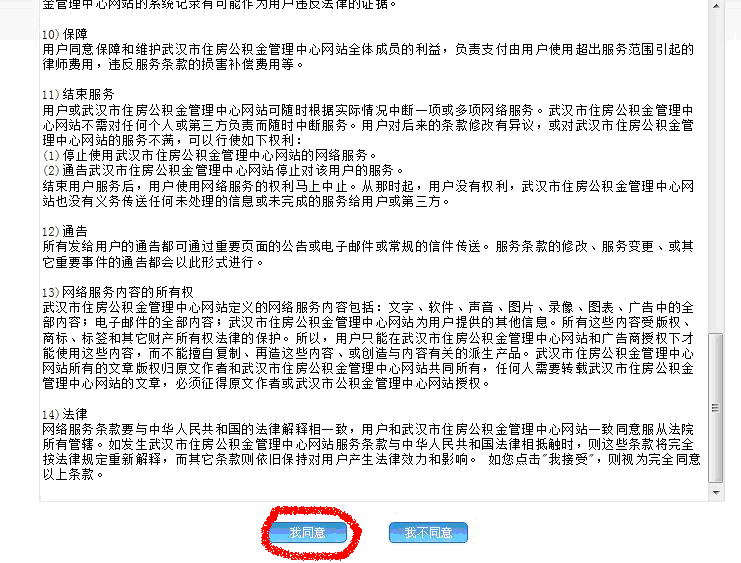 金管理中心网站的系统记录有可能作为用户违反法律的证据。
10)保障
用户同意保障和维护武汉市住房公积金管理中心网站全体成员的利益，负责支付由用户使用超出服务范围引起的
律师费用，违反服务条款的损害补偿费用等。
11)结束服务
用户或武汉市住房公积金管理中心网站可随时根据实际情况中断一项或多项网络服务。武汉市住房公积金管理中
心网站不需对任何个人或第三方负责而随时中断服务。用户对后来的条款修改有异议，或对武汉市住房公积金管
理中心网站的服务不满，可以行使如下权利：
(1)停止使用武汉市住房公积金管理中心网站的网络服务。
(2)通告武汉市住房公积金管理中心网站停止对该用户的服务。
结束用户服务后，用户使用网络服务的权利马上中止。从那时起，用户没有权利，武汉市住房公积金管理中心网
站也没有义务传送任何未处理的信息或未完成的服务给用户或第三方。
12)通告
所有发给用户的通告都可通过重要页面的公告或电子邮件或常规的信件传送。服务条款的修改、服务变更、或其
它重要事件的通告都会以此形式进行。
13)网络服务内容的所有权
武汉市住房公积金管理中心网站定义的网络服务内容包括：文字、软件、声音、图片、录像、图表、广告中的全
部内容；电子邮件的全部内容；武汉市住房公积金管理中心网站为用户提供的其他信息。所有这些内容受版权、
商标、标签和其它财产所有权法律的保护。所以，用户只能在武汉市住房公积金管理中心网站和广告商授权下才
能使用这些内容，而不能擅自复制、再造这些内容、或创造与内容有关的派生产品。武汉市住房公积金管理中心
网站所有的文章版权归原文作者和武汉市住房公积金管理中心网站共同所有，任何人需要转载武汉市住房公积金
管理中心网站的文章，必须征得原文作者或武汉市公积金管理中心网站授权。
14)法律
网络服务条款要与中华人民共和国的法律解释相一致，用户和武汉市住房公积金管理中心网站一致同意服从法院
所有管辖。如发生武汉市住房公积金管理中心网站服务条款与中华人民共和国法律相抵触时，则这些条款将完全
按法律规定重新解释，而其它条款则依旧保持对用户产生法律效力和影响。 如您点击"我接受"，则视为完全同意
以上条款。
我同意 我不同意